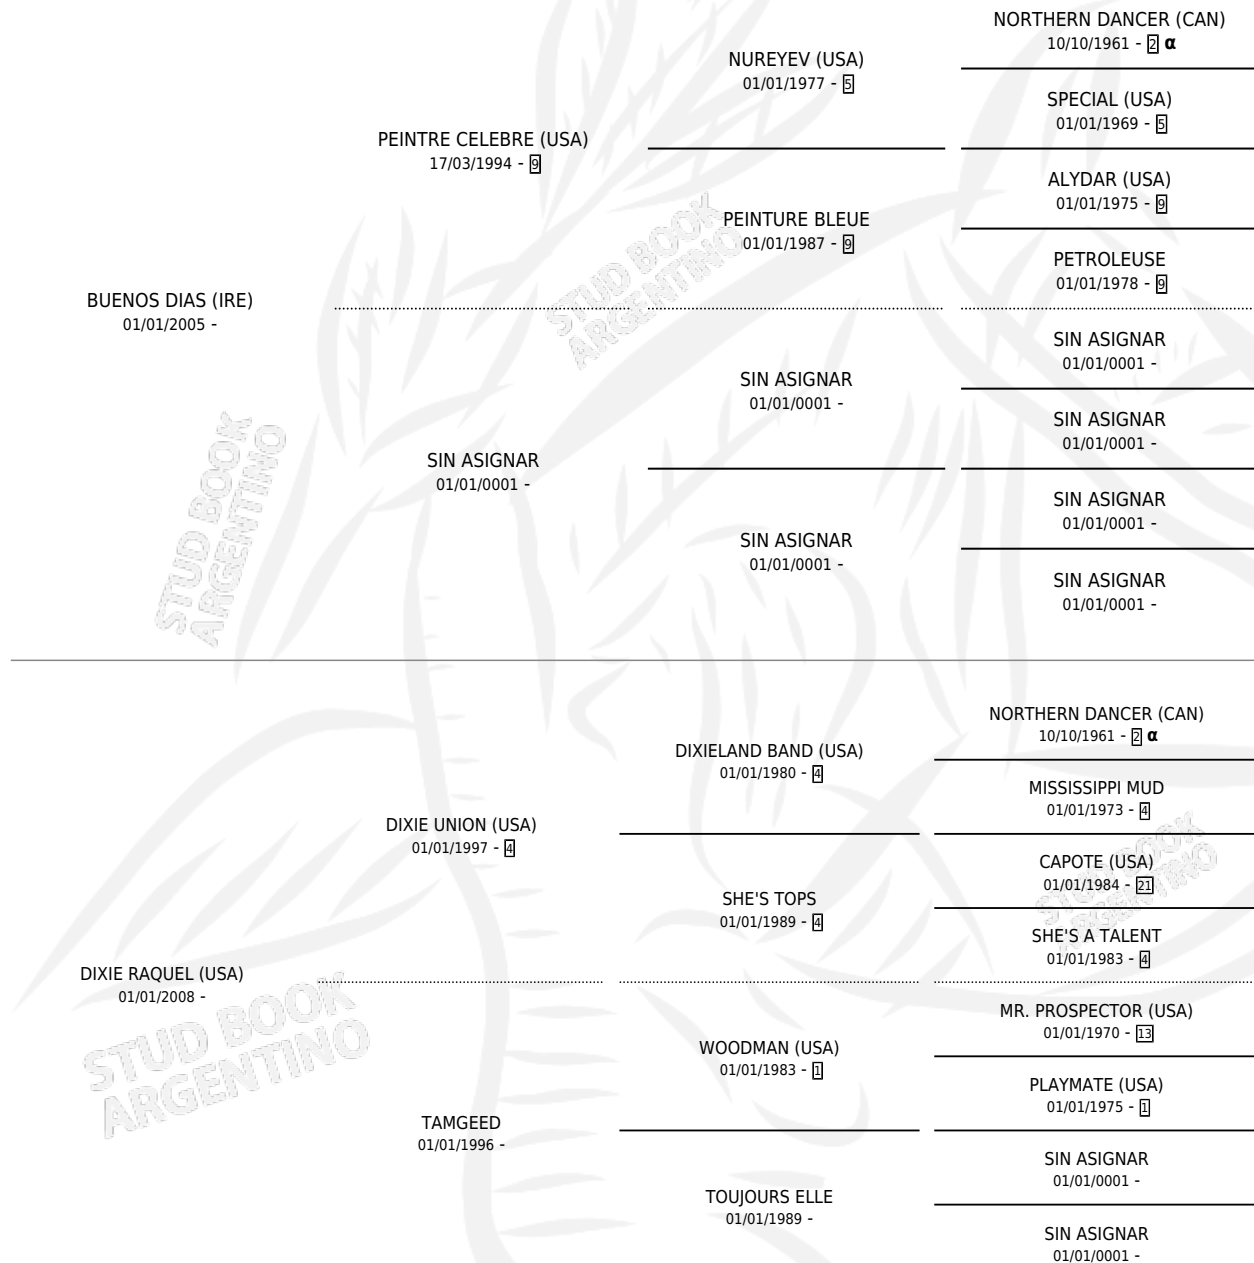 NORTHERN DANCER (CAN)
10/10/1961 - 2 α
NUREYEV (USA)
01/01/1977 - 5
SPECIAL (USA)
01/01/1969 - 5
PEINTRE CELEBRE (USA)
17/03/1994 - 9
ALYDAR (USA)
01/01/1975 - 9
PEINTURE BLEUE
01/01/1987 - 9
PETROLEUSE
01/01/1978 - 9
BUENOS DIAS (IRE)
01/01/2005 -
SIN ASIGNAR
01/01/0001 -
SIN ASIGNAR
01/01/0001 -
SIN ASIGNAR
01/01/0001 -
SIN ASIGNAR
01/01/0001 -
SIN ASIGNAR
01/01/0001 -
SIN ASIGNAR
01/01/0001 -
SIN ASIGNAR
01/01/0001 -
STUD BOOK
ARGENTINO
STUD BOOK
ARGENTINO
NORTHERN DANCER (CAN)
10/10/1961 - 2 α
DIXIELAND BAND (USA)
01/01/1980 - 4
MISSISSIPPI MUD
01/01/1973 - 4
DIXIE UNION (USA)
01/01/1997 - 4
CAPOTE (USA)
01/01/1984 - 21
SHE'S TOPS
01/01/1989 - 4
SHE'S A TALENT
01/01/1983 - 4
DIXIE RAQUEL (USA)
01/01/2008 -
MR. PROSPECTOR (USA)
01/01/1970 - 13
WOODMAN (USA)
01/01/1983 - 1
PLAYMATE (USA)
01/01/1975 - 1
TAMGEED
01/01/1996 -
SIN ASIGNAR
01/01/0001 -
TOUJOURS ELLE
01/01/1989 -
SIN ASIGNAR
01/01/0001 -
STUD BOOK
ARGENTINO
STUD BOOK
ARGENTINO